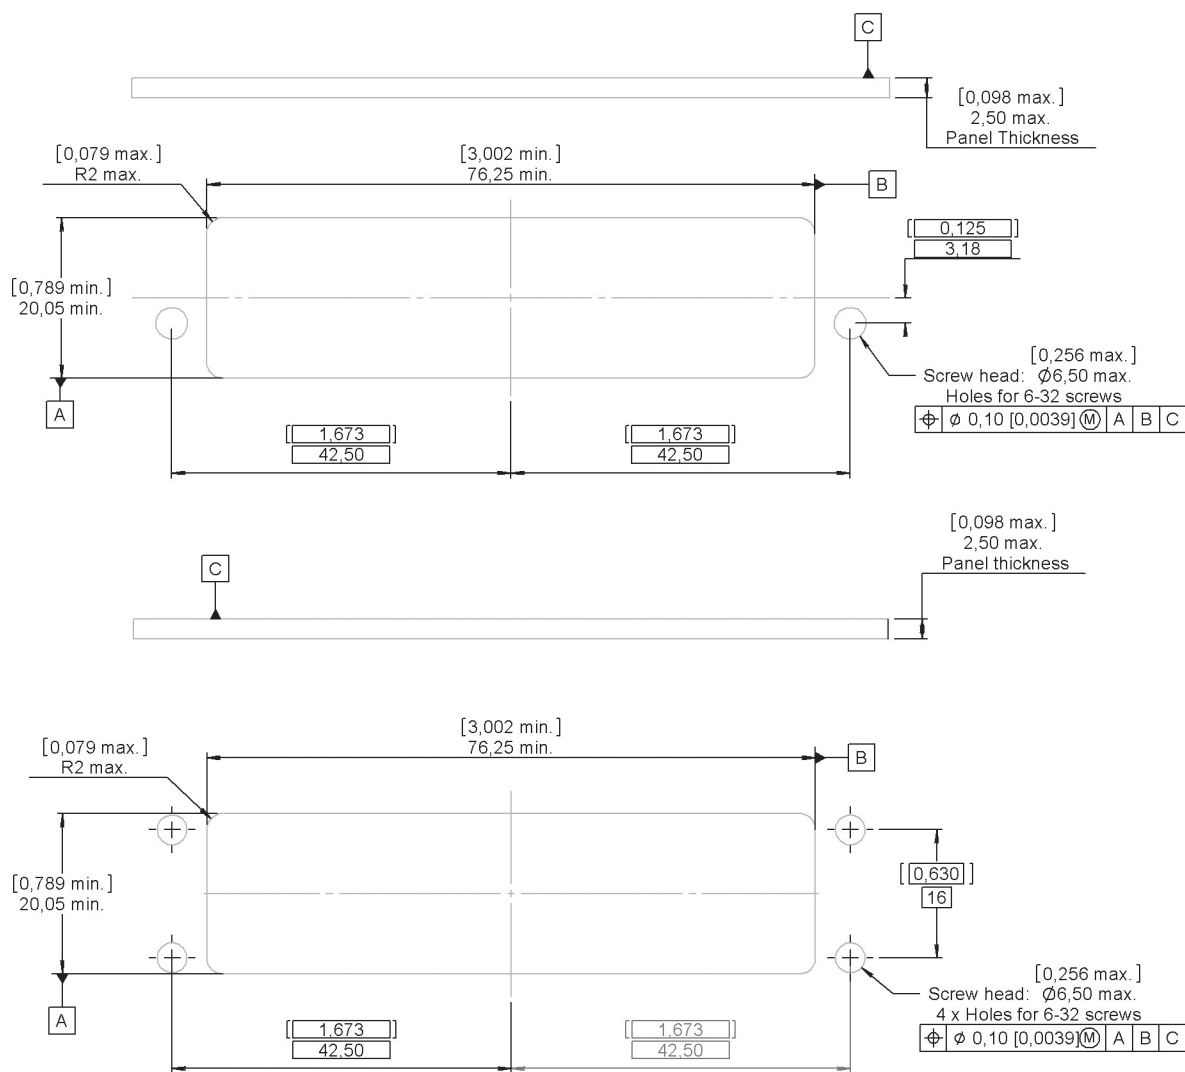 C
[0,098 max.]
2,50 max.
Panel Thickness
[0,079 max.]
R2 max.
[3,002 min.]
76,25 min.
B
[0,125]
3,18
[0,789 min.]
20,05 min.
A
[0,256 max.]
Screw head: Ø6,50 max.
Holes for 6-32 screws
⌖ ø 0,10 [0,0039] Ⓜ A B C
[1,673]
42,50
[1,673]
42,50
[0,098 max.]
2,50 max.
Panel thickness
C
[3,002 min.]
76,25 min.
B
[0,079 max.]
R2 max.
[0,630]
16
[0,789 min.]
20,05 min.
A
[0,256 max.]
Screw head: Ø6,50 max.
4 x Holes for 6-32 screws
⌖ ø 0,10 [0,0039] Ⓜ A B C
[1,673]
42,50
[1,673]
42,50